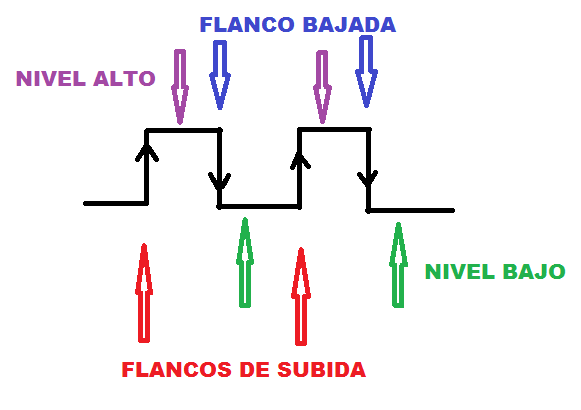 FLANCO BAJADA
NIVEL ALTO
NIVEL BAJO
FLANCOS DE SUBIDA